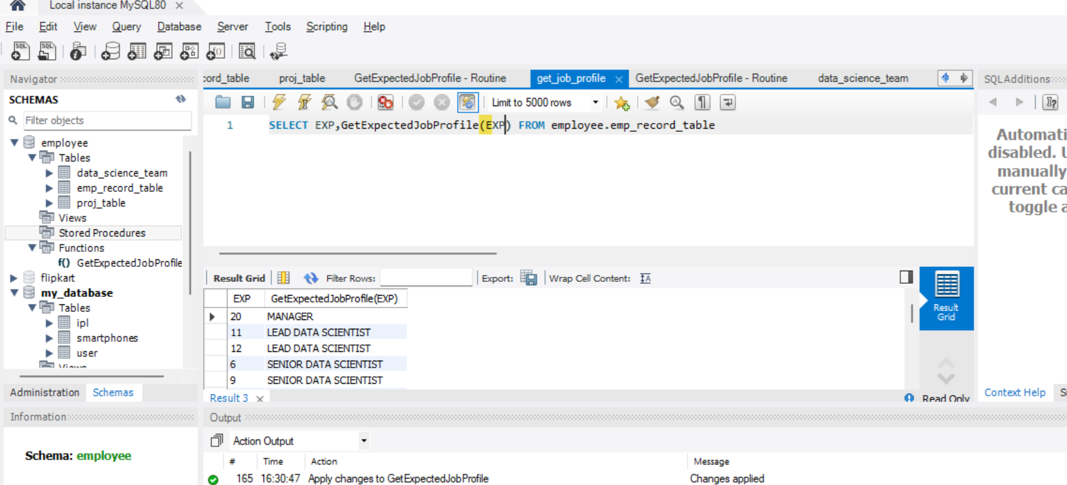 Local instance MySQL80 ×
File Edit View Query Database Server Tools Scripting Help
Navigator
SCHEMAS
Filter objects
employee
Tables
data_science_team
emp_record_table
proj_table
Views
Stored Procedures
Functions
f() GetExpectedJobProfile
flipkart
my_database
Tables
ipl
smartphones
user
Views
Administration Schemas
Information
Schema: employee
cord_table proj_table GetExpectedJobProfile - Routine get_job_profile × GetExpectedJobProfile - Routine data_science_team
Limit to 5000 rows
1 SELECT EXP,GetExpectedJobProfile(EXP) FROM employee.emp_record_table
Result Grid Filter Rows: Export: Wrap Cell Content: IA
EXP GetExpectedJobProfile(EXP)
20 MANAGER
11 LEAD DATA SCIENTIST
12 LEAD DATA SCIENTIST
6 SENIOR DATA SCIENTIST
9 SENIOR DATA SCIENTIST
Result
Grid
Result 3 × Read Only
Output
Action Output
# Time Action Message
165 16:30:47 Apply changes to GetExpectedJobProfile Changes applied
SQLAdditions
Automati
disabled. U
manually
current ca
toggle a
Context Help S